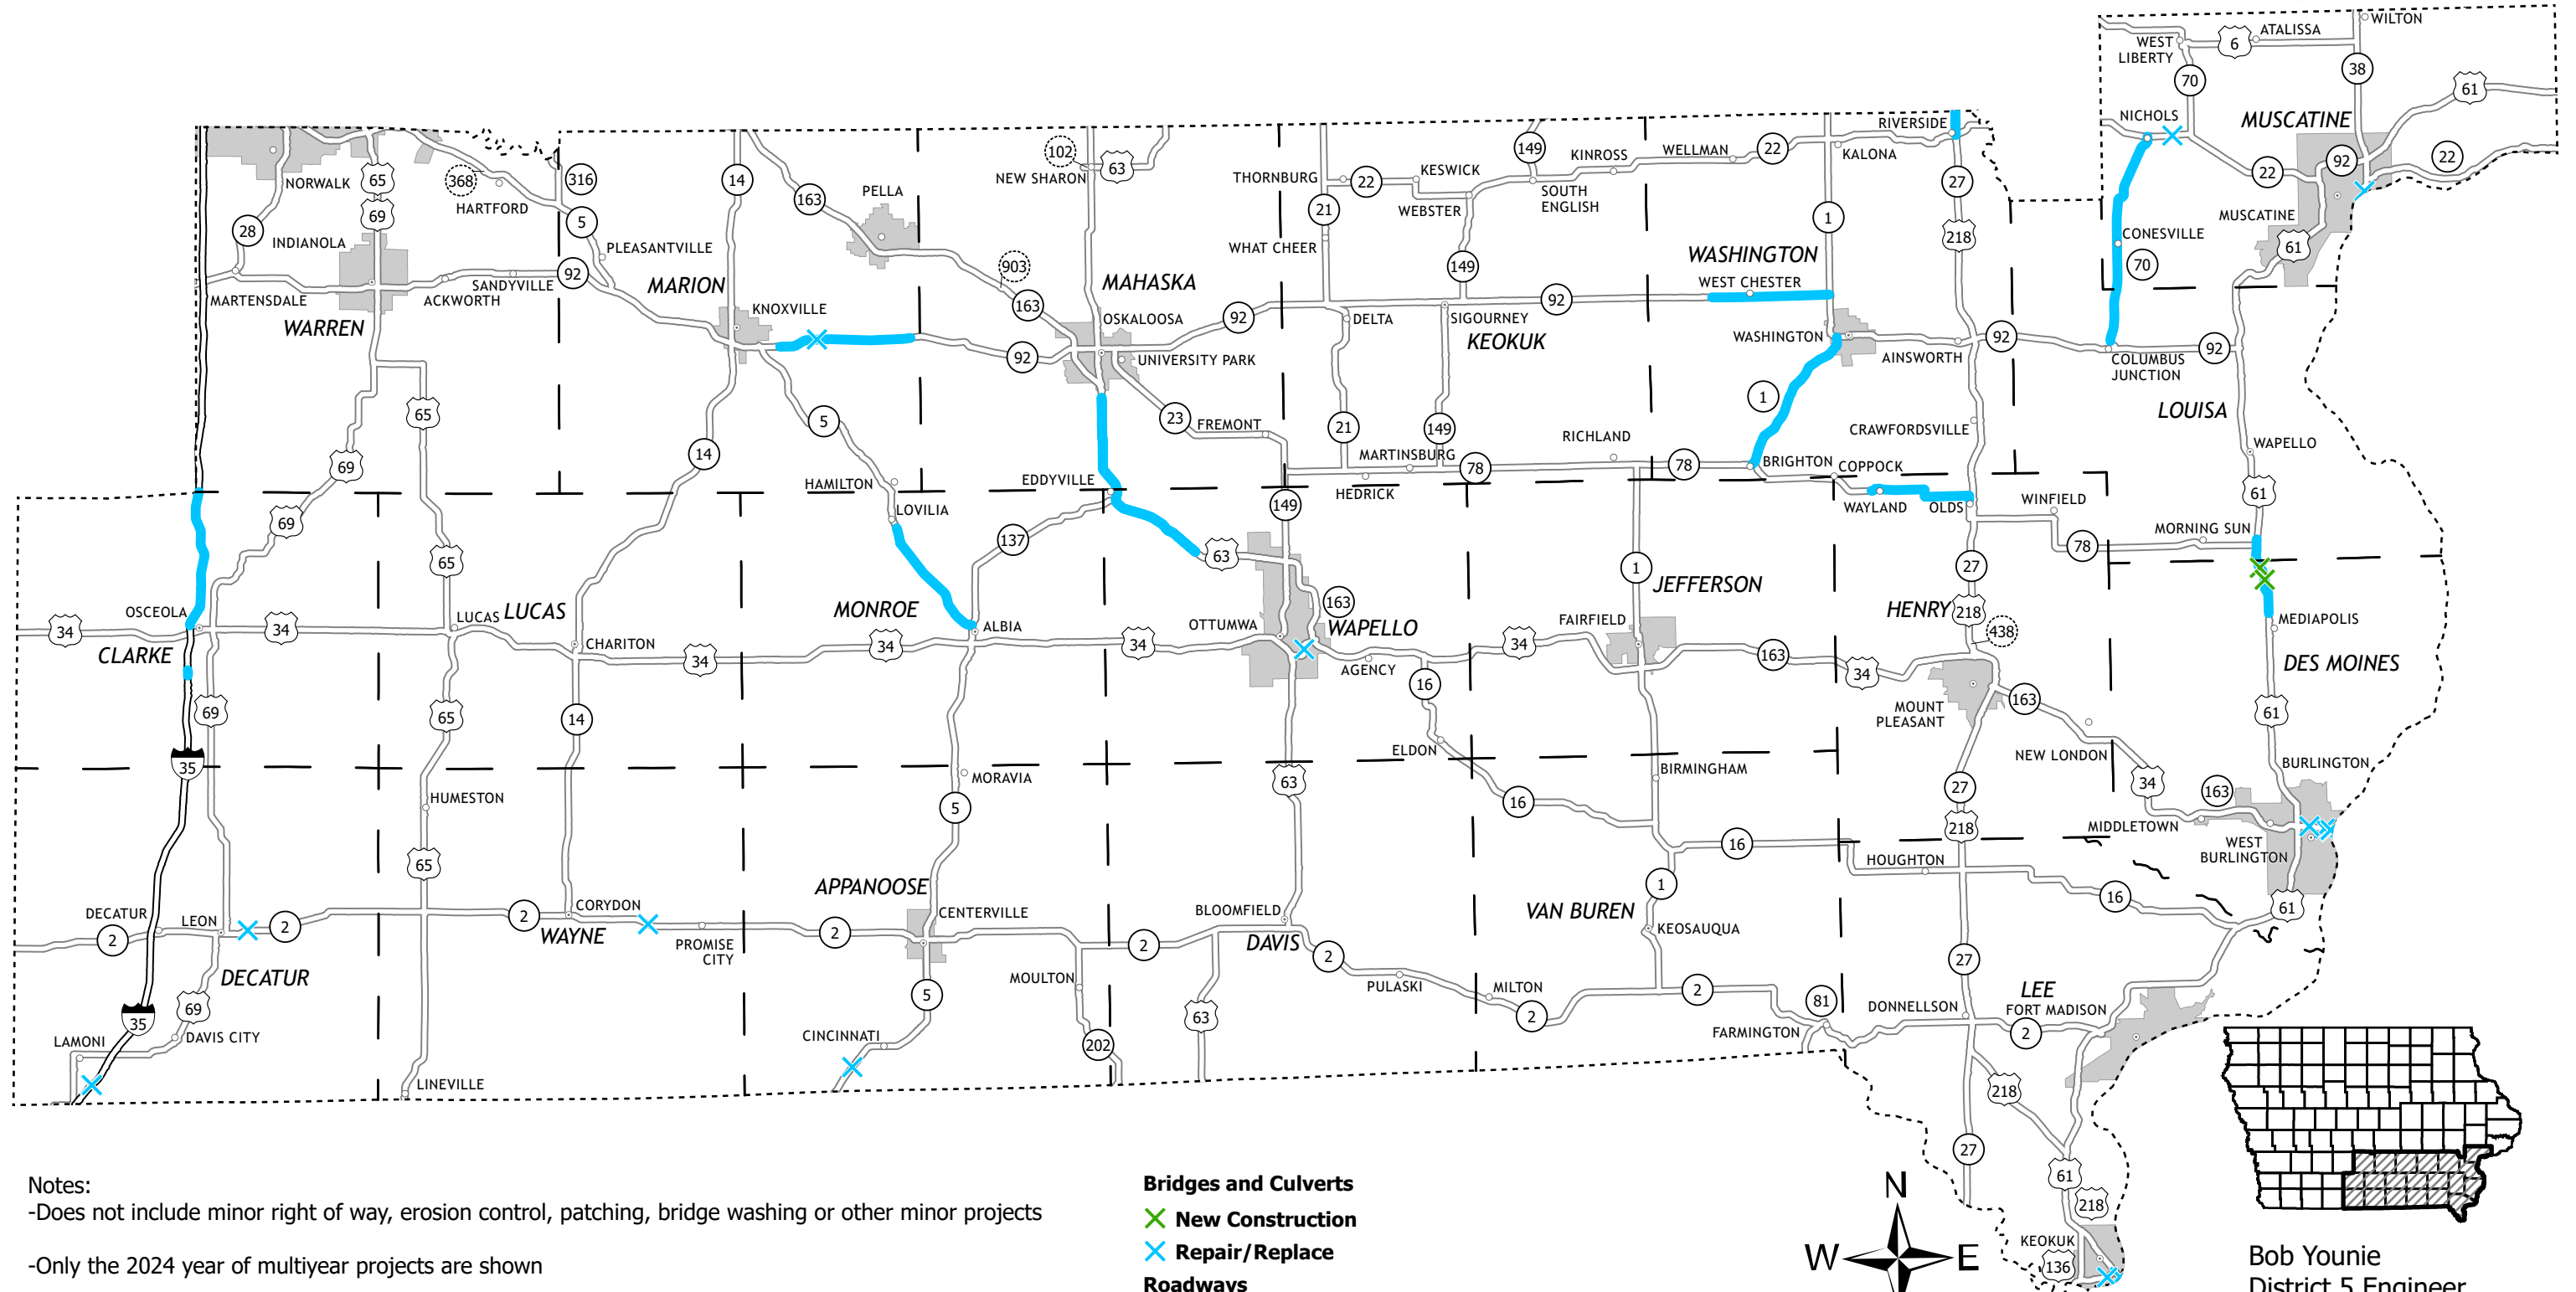 WILTON
ATALISSA
WEST
LIBERTY
6
70
38
61
NICHOLS
MUSCATINE
92
22
22
MUSCATINE
61
CONESVILLE
70
RIVERSIDE
KALONA
27
218
22
WELLMAN
KINROSS
149
KESWICK
THORNBURG
22
WEBSTER
SOUTH
ENGLISH
21
WHAT CHEER
149
1
WASHINGTON
WEST CHESTER
92
102
63
NEW SHARON
PELLA
163
14
316
5
368
HARTFORD
NORWALK
65
69
28
INDIANOLA
PLEASANTVILLE
92
SANDYVILLE
ACKWORTH
MARTENSDALE
WARREN
MARION
KNOXVILLE
903
163
MAHASKA
OSKALOOSA
92
92
UNIVERSITY PARK
DELTA
SIGOURNEY
KEOKUK
WASHINGTON
AINSWORTH
92
COLUMBUS
JUNCTION
92
LOUISA
WAPELLO
61
65
69
69
14
5
23
FREMONT
21
149
MARTINSBURG
RICHLAND
78
78
1
BRIGHTON
COPPOCK
CRAWFORDSVILLE
HAMILTON
LOVILIA
EDDYVILLE
HEDRICK
149
WAYLAND
OLDS
WINFIELD
MORNING SUN
78
137
63
65
1
JEFFERSON
27
HENRY
218
438
MEDIAPOLIS
DES MOINES
OSCEOLA
34
CLARKE
34
LUCAS
LUCAS
CHARITON
34
MONROE
34
ALBIA
34
OTTUMWA
163
WAPELLO
AGENCY
34
FAIRFIELD
163
34
MOUNT
PLEASANT
163
NEW LONDON
61
69
65
14
16
ELDON
35
HUMESTON
MORAVIA
5
63
16
BIRMINGHAM
27
218
34
163
BURLINGTON
MIDDLETOWN
WEST
BURLINGTON
65
16
HOUGHTON
16
61
DECATUR
LEON
2
2
2
CORYDON
WAYNE
PROMISE
CITY
APPANOOSE
2
CENTERVILLE
2
BLOOMFIELD
DAVIS
2
VAN BUREN
1
KEOSAUQUA
27
DECATUR
69
35
LAMONI
DAVIS CITY
LINEVILLE
5
CINCINNATI
MOULTON
202
63
PULASKI
MILTON
2
2
81
FARMINGTON
DONNELLSON
LEE
FORT MADISON
2
218
27
61
218
KEOKUK
136
Notes:
-Does not include minor right of way, erosion control, patching, bridge washing or other minor projects
-Only the 2024 year of multiyear projects are shown
Bridges and Culverts
New Construction
Repair/Replace
Roadways
N
W
E
Bob Younie
District 5 Engineer